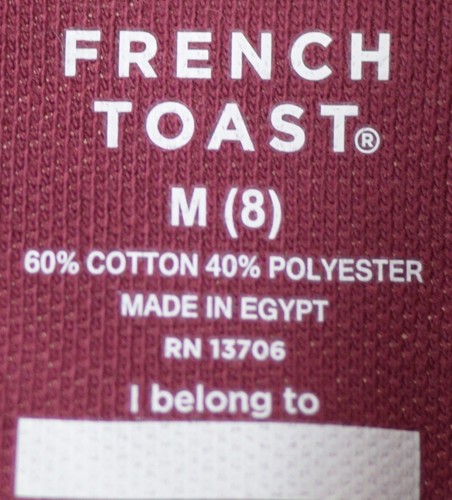 FRENCH
TOAST®
M (8)
60% COTTON 40% POLYESTER
MADE IN EGYPT
RN 13706
I belong to